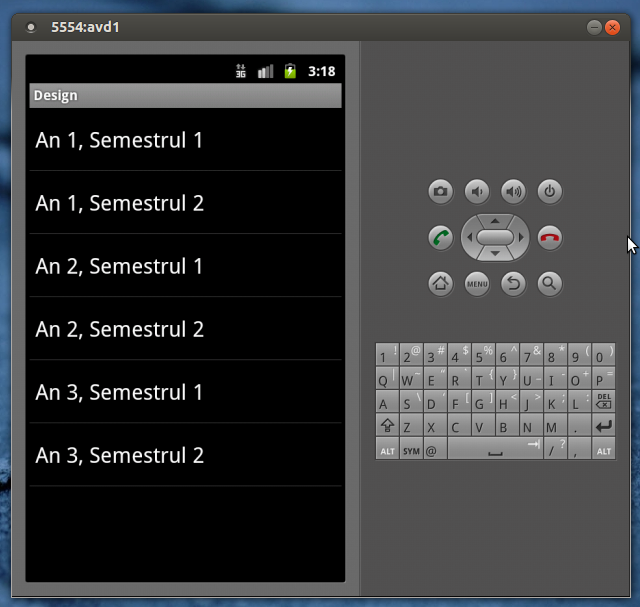 5554:avd1
3G 3:18
Design
An 1, Semestrul 1
An 1, Semestrul 2
An 2, Semestrul 1
An 2, Semestrul 2
An 3, Semestrul 1
An 3, Semestrul 2
MENU
1 ! 2 @ 3 # 4 $ 5 % 6 ^ 7 & 8 * 9 ( 0 )
Q | W ~ E " R ` T { Y } U _ I - O + P =
A S \ D ' F [ G ] H < J > K ; L : DEL
Z X C V B N M .
ALT SYM @ / ? , ALT